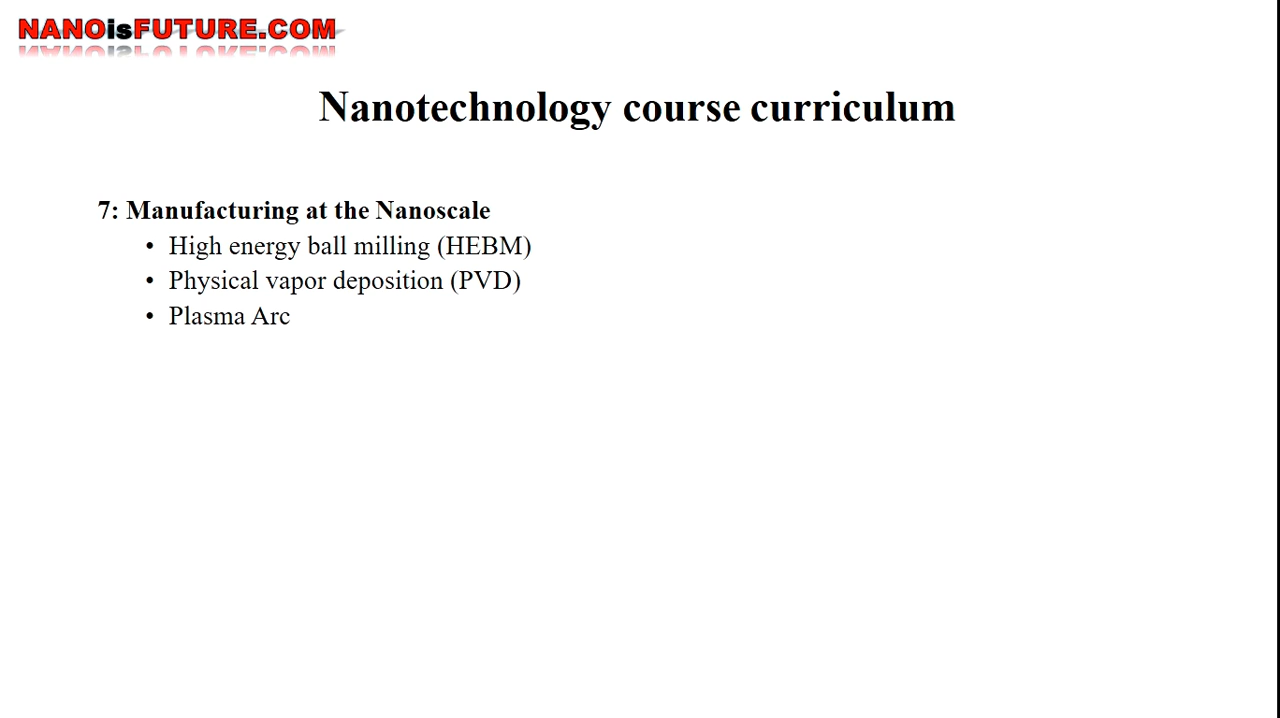 NANOisFUTURE.COM
Nanotechnology course curriculum
7: Manufacturing at the Nanoscale
• High energy ball milling (HEBM)
• Physical vapor deposition (PVD)
• Plasma Arc